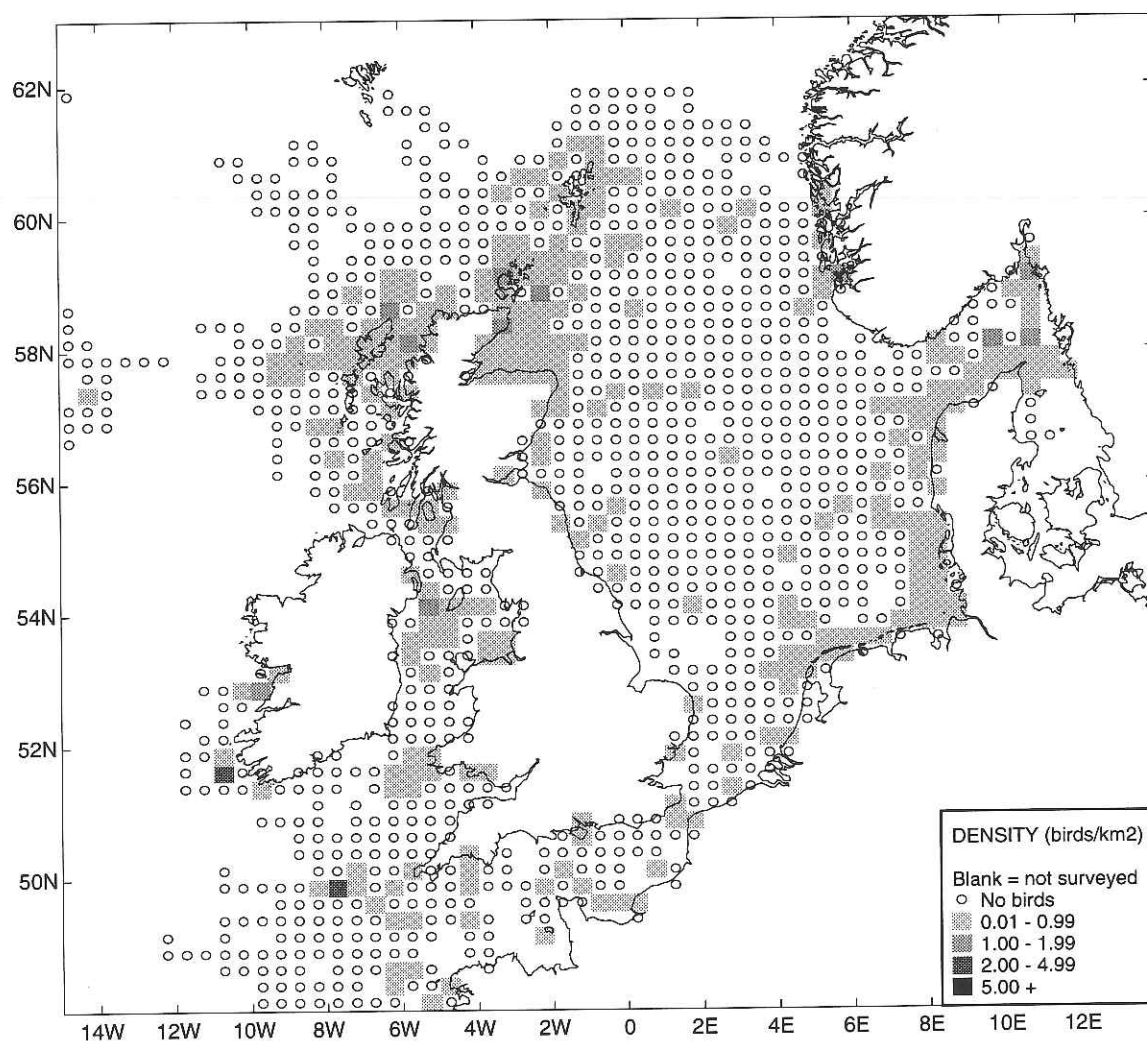 62N
60N
58N
56N
54N
52N
50N
14W 12W 10W 8W 6W 4W 2W 0 2E 4E 6E 8E 10E 12E
DENSITY (birds/km2)
Blank = not surveyed
No birds
0.01 - 0.99
1.00 - 1.99
2.00 - 4.99
5.00 +